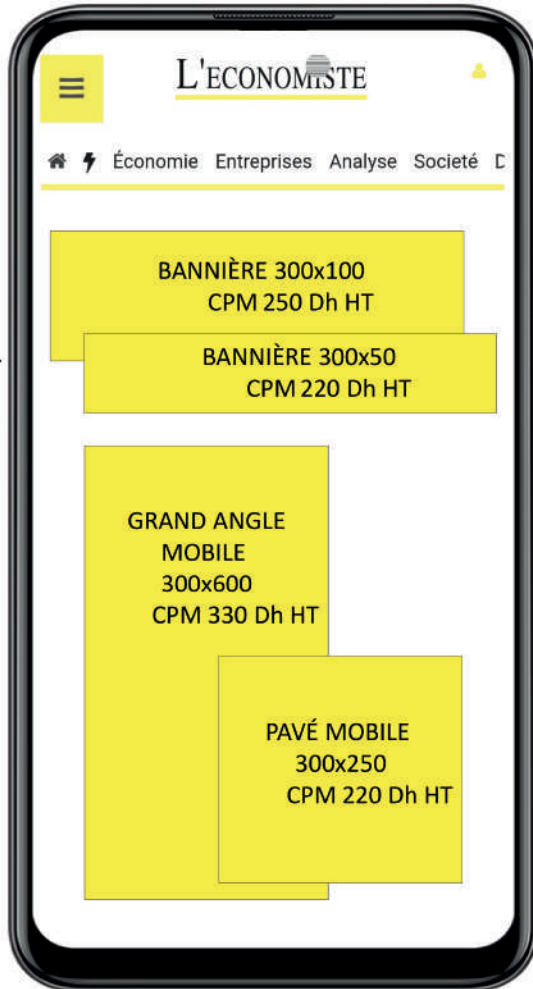 L'ECONOMISTE
Économie Entreprises Analyse Societé D
BANNIÈRE 300x100
CPM 250 Dh HT
BANNIÈRE 300x50
CPM 220 Dh HT
GRAND ANGLE
MOBILE
300x600
CPM 330 Dh HT
PAVÉ MOBILE
300x250
CPM 220 Dh HT